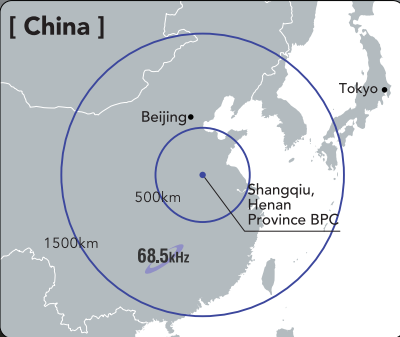 [ China ]
Tokyo
Beijing
500km
Shangqiu,
Henan
Province BPC
1500km
68.5kHz